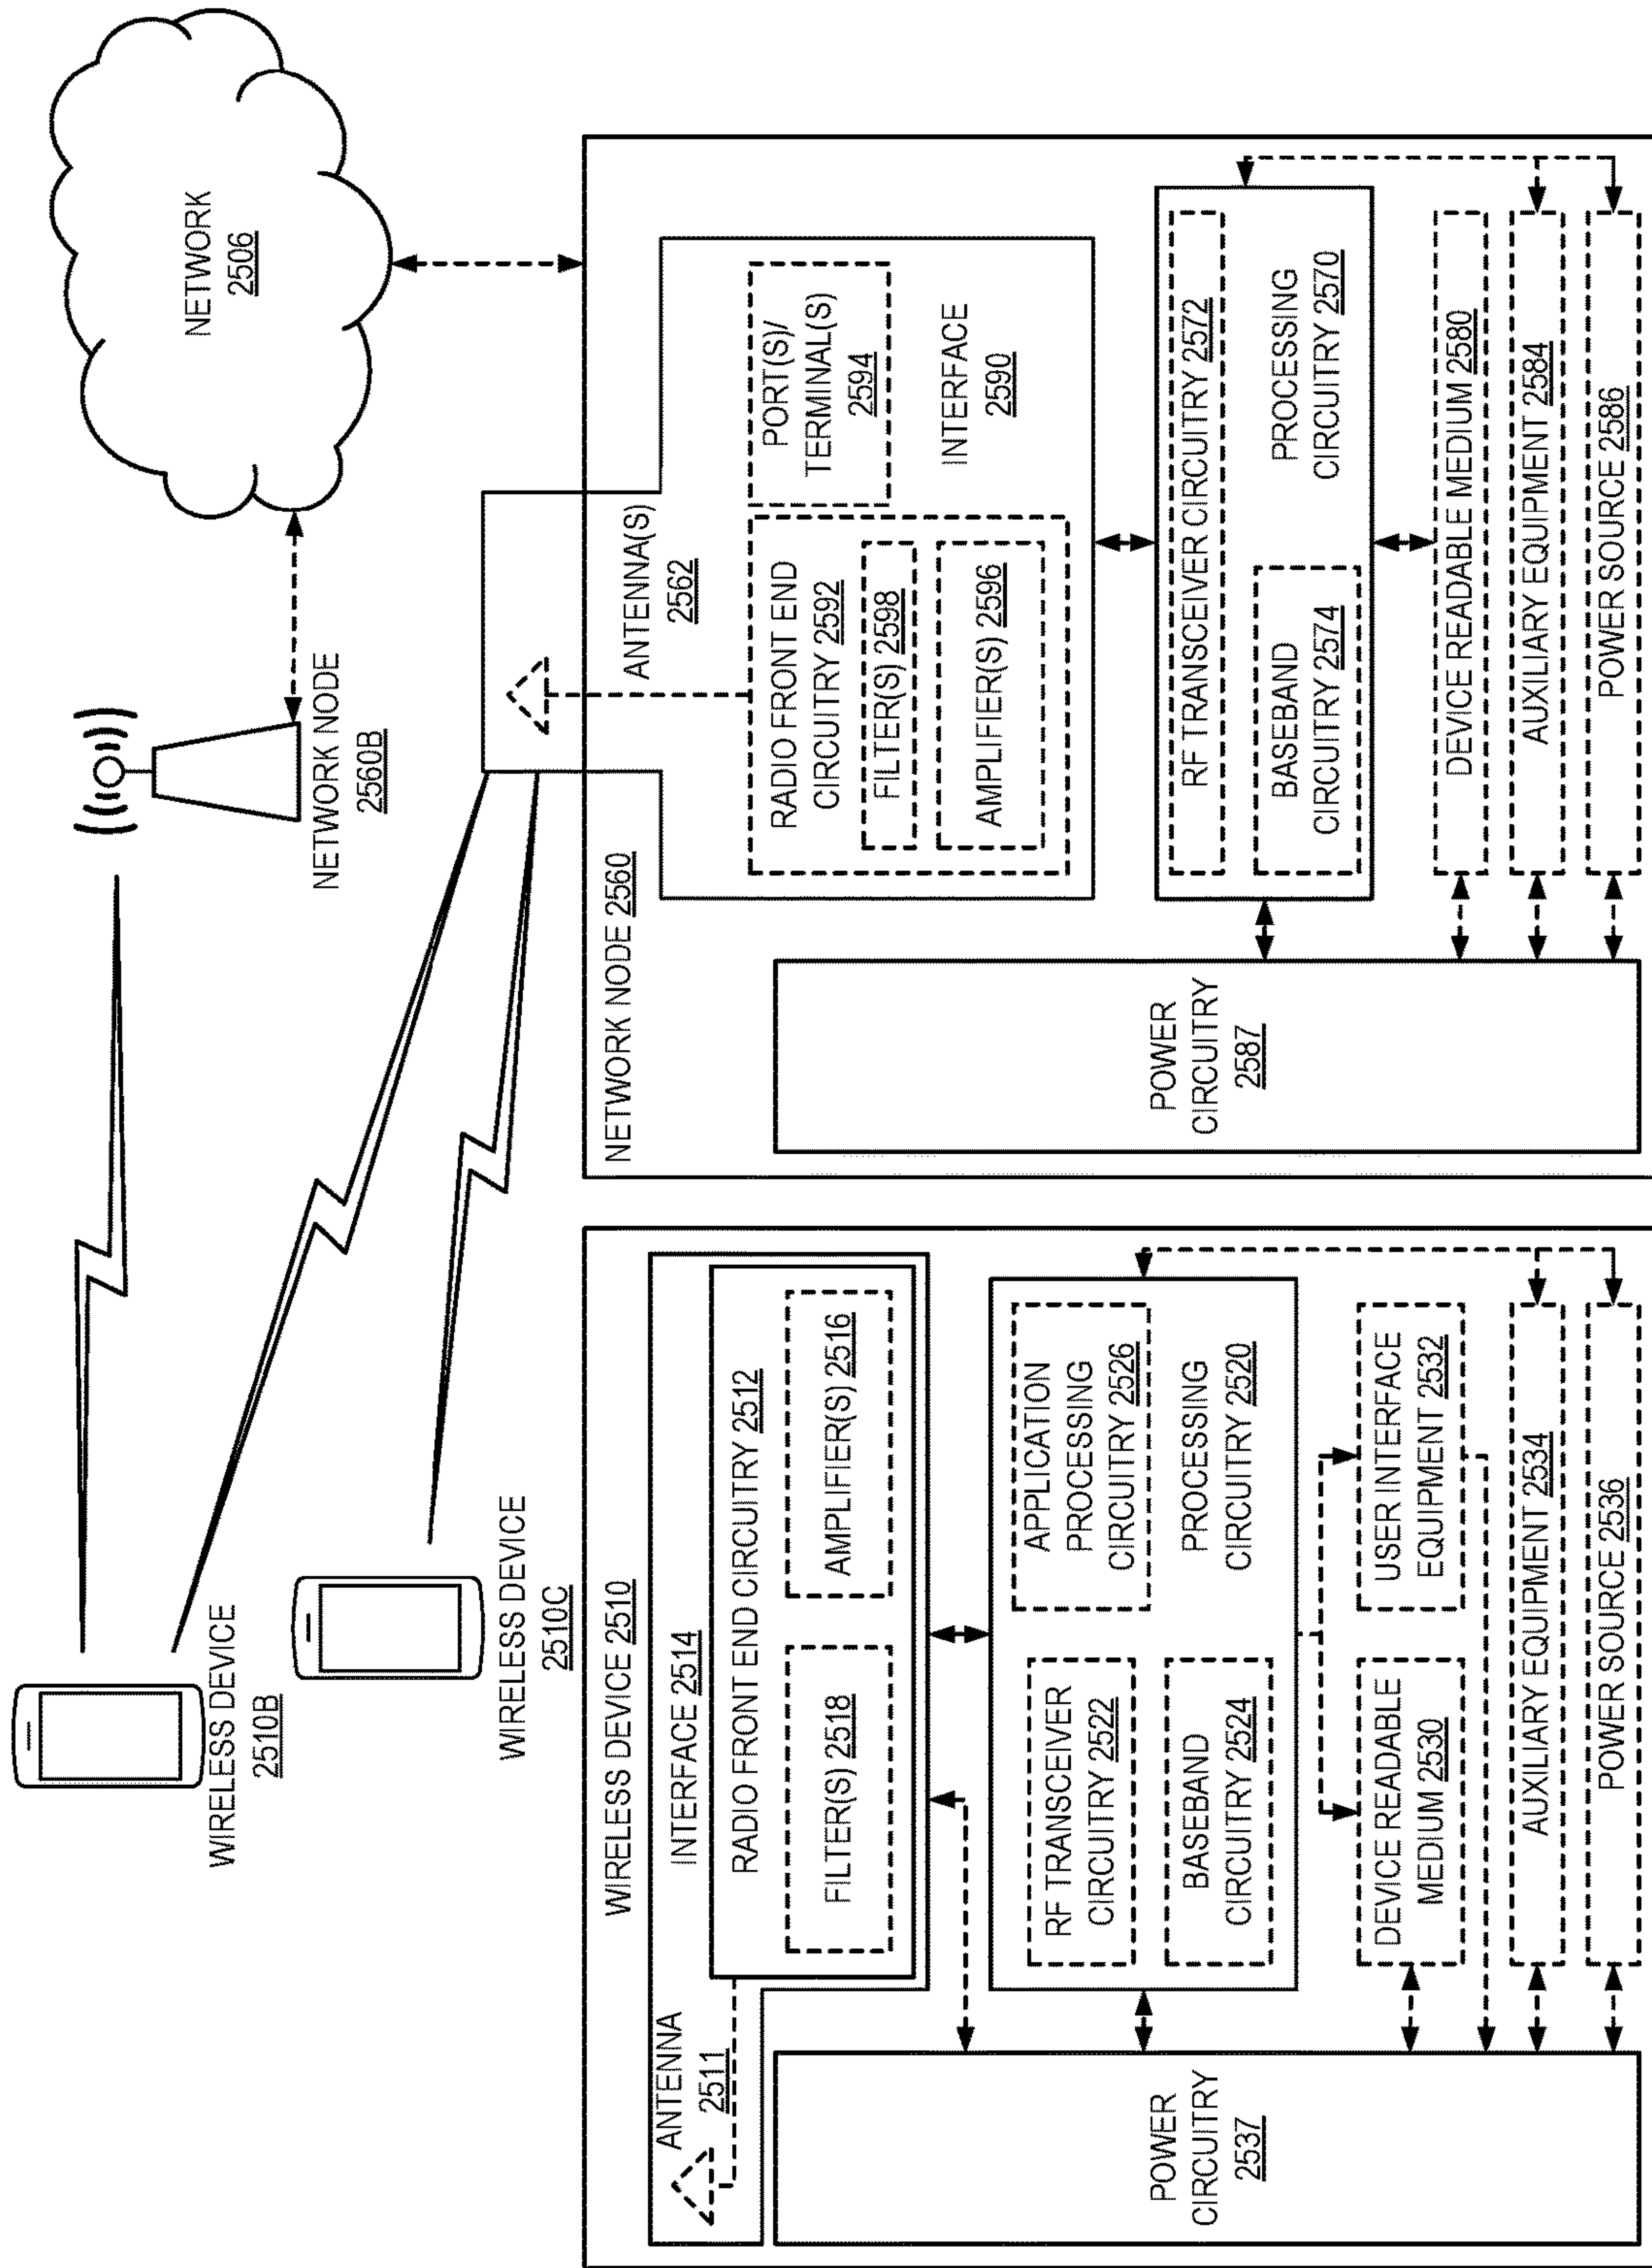 NETWORK
2506
NETWORK NODE
2560B
WIRELESS DEVICE
2510B
WIRELESS DEVICE
2510C
WIRELESS DEVICE 2510
ANTENNA
2511
INTERFACE 2514
RADIO FRONT END CIRCUITRY 2512
FILTER(S) 2518
AMPLIFIER(S) 2516
RF TRANSCEIVER
CIRCUITRY 2522
APPLICATION
PROCESSING
CIRCUITRY 2526
BASEBAND
CIRCUITRY 2524
PROCESSING
CIRCUITRY 2520
DEVICE READABLE
MEDIUM 2530
USER INTERFACE
EQUIPMENT 2532
AUXILIARY EQUIPMENT 2534
POWER SOURCE 2536
POWER
CIRCUITRY
2537
NETWORK NODE 2560
ANTENNA(S)
2562
RADIO FRONT END
CIRCUITRY 2592
FILTER(S) 2598
AMPLIFIER(S) 2596
PORT(S)/
TERMINAL(S)
2594
INTERFACE
2590
RF TRANSCEIVER CIRCUITRY 2572
BASEBAND
CIRCUITRY 2574
PROCESSING
CIRCUITRY 2570
DEVICE READABLE MEDIUM 2580
AUXILIARY EQUIPMENT 2584
POWER SOURCE 2586
POWER
CIRCUITRY
2587